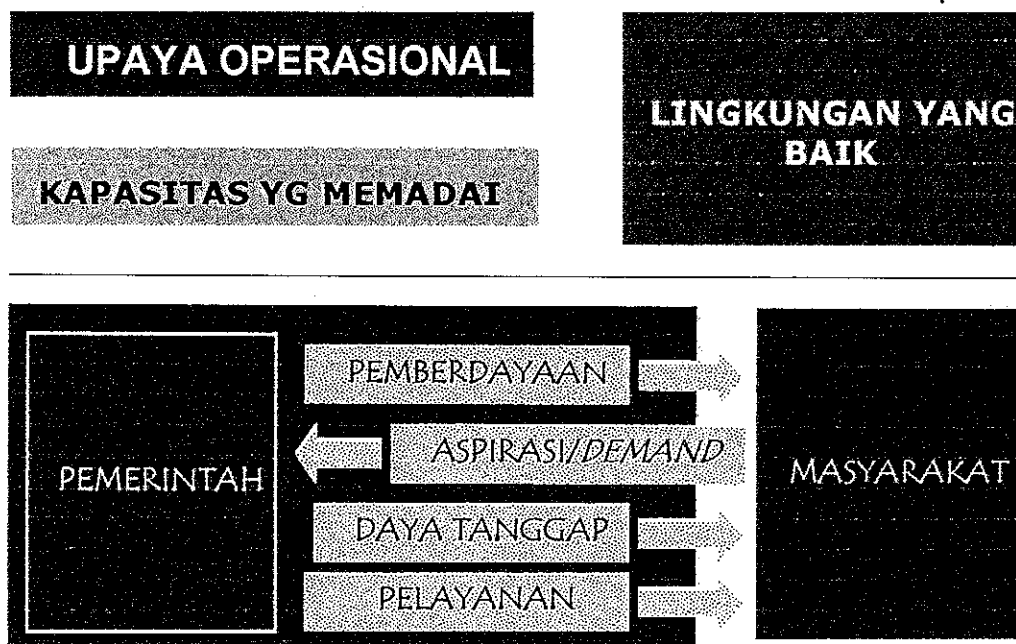 UPAYA OPERASIONAL
KAPASITAS YG MEMADAI
LINGKUNGAN YANG
BAIK
PEMERINTAH
PEMBERDAYAAN
ASPIRASI/DEMAND
DAYA TANGGAP
PELAYANAN
MASYARAKAT